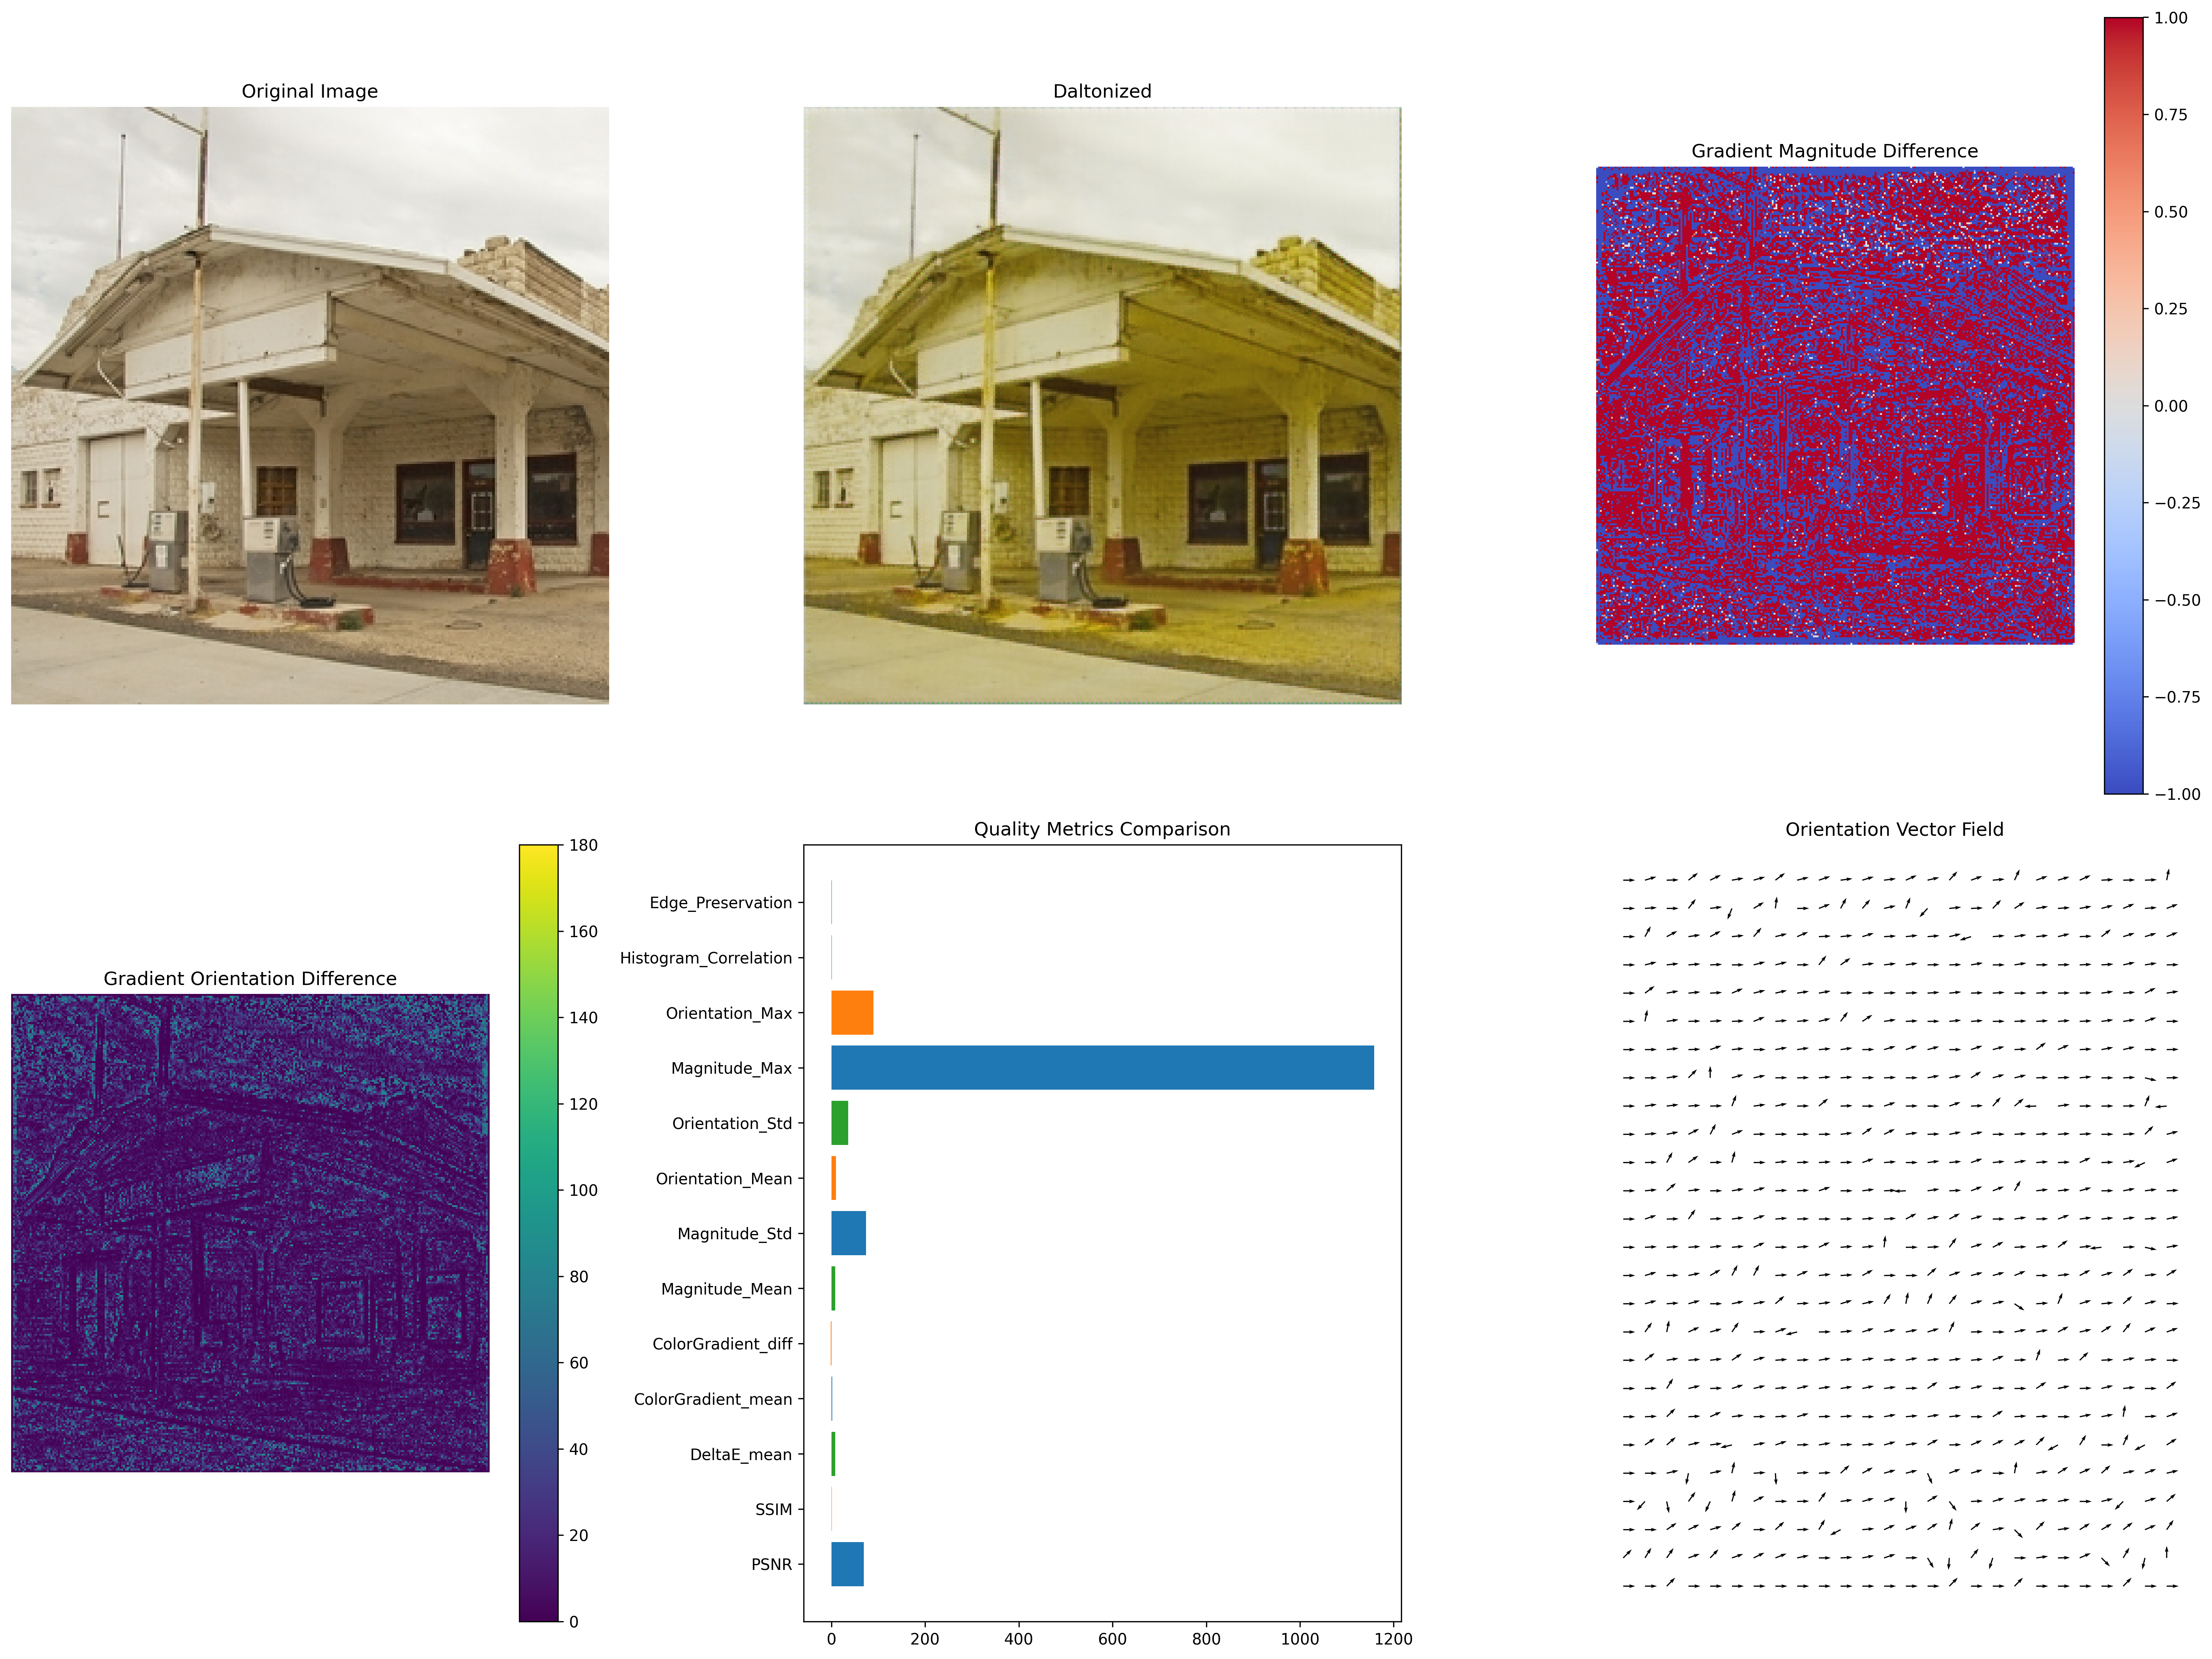 Original Image
Daltonized
Gradient Magnitude Difference
1.00
0.75
0.50
0.25
0.00
−0.25
−0.50
−0.75
−1.00
Gradient Orientation Difference
180
160
140
120
100
80
60
40
20
0
Quality Metrics Comparison
Edge_Preservation
Histogram_Correlation
Orientation_Max
Magnitude_Max
Orientation_Std
Orientation_Mean
Magnitude_Std
Magnitude_Mean
ColorGradient_diff
ColorGradient_mean
DeltaE_mean
SSIM
PSNR
0 200 400 600 800 1000 1200
Orientation Vector Field